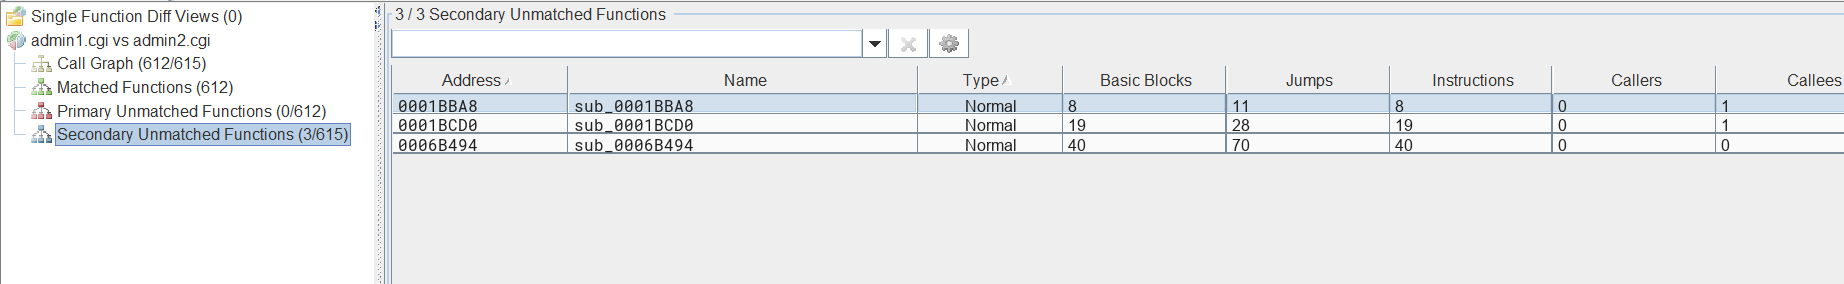 Single Function Diff Views (0)
admin1.cgi vs admin2.cgi
Call Graph (612/615)
Matched Functions (612)
Primary Unmatched Functions (0/612)
Secondary Unmatched Functions (3/615)
3 / 3 Secondary Unmatched Functions
Address Name Type Basic Blocks Jumps Instructions Callers Callees
0001BBA8 sub_0001BBA8 Normal 8 11 8 0 1
0001BCD0 sub_0001BCD0 Normal 19 28 19 0 1
0006B494 sub_0006B494 Normal 40 70 40 0 0